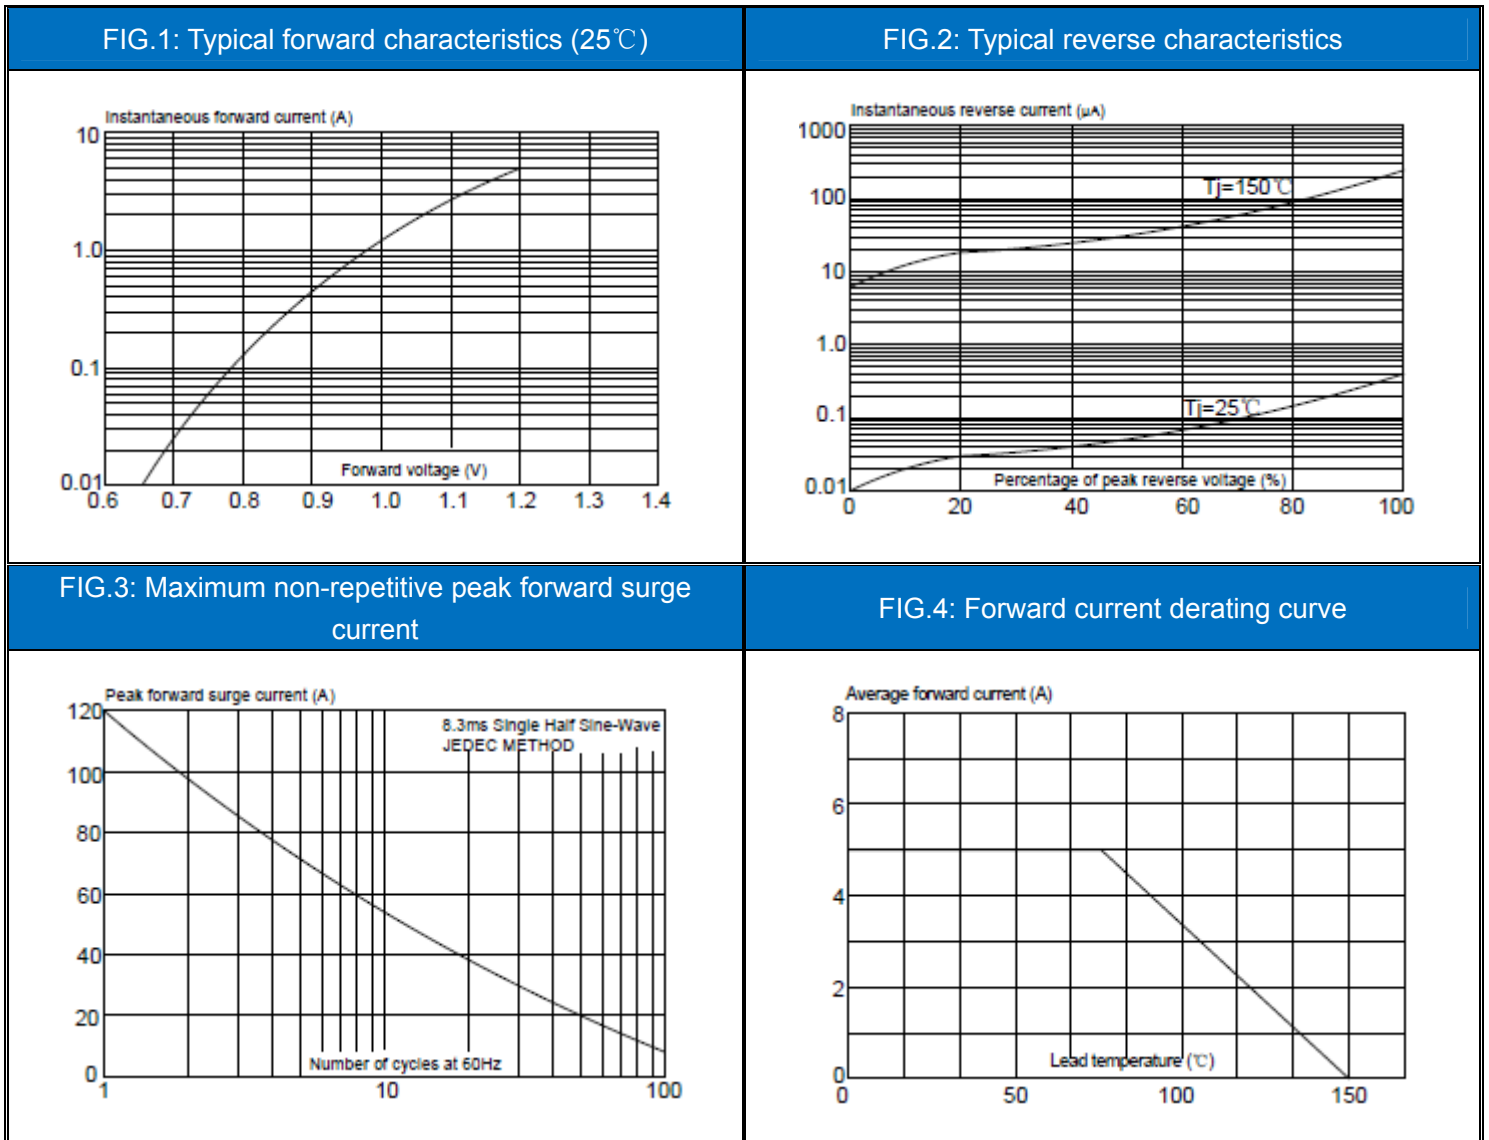 FIG.1: Typical forward characteristics (25℃)
FIG.2: Typical reverse characteristics
Instantaneous forward current (A)
10
1.0
0.1
0.01
Forward voltage (V)
0.6 0.7 0.8 0.9 1.0 1.1 1.2 1.3 1.4
Instantaneous reverse current (μA)
1000
100
10
1.0
0.1
0.01
Tj=150℃
Tj=25℃
Percentage of peak reverse voltage (%)
0 20 40 60 80 100
FIG.3: Maximum non-repetitive peak forward surge
current
FIG.4: Forward current derating curve
Peak forward surge current (A)
120
100
80
60
40
20
0
8.3ms Single Half Sine-Wave
JEDEC METHOD
Number of cycles at 60Hz
1 10 100
Average forward current (A)
8
6
4
2
0
Lead temperature (℃)
0 50 100 150